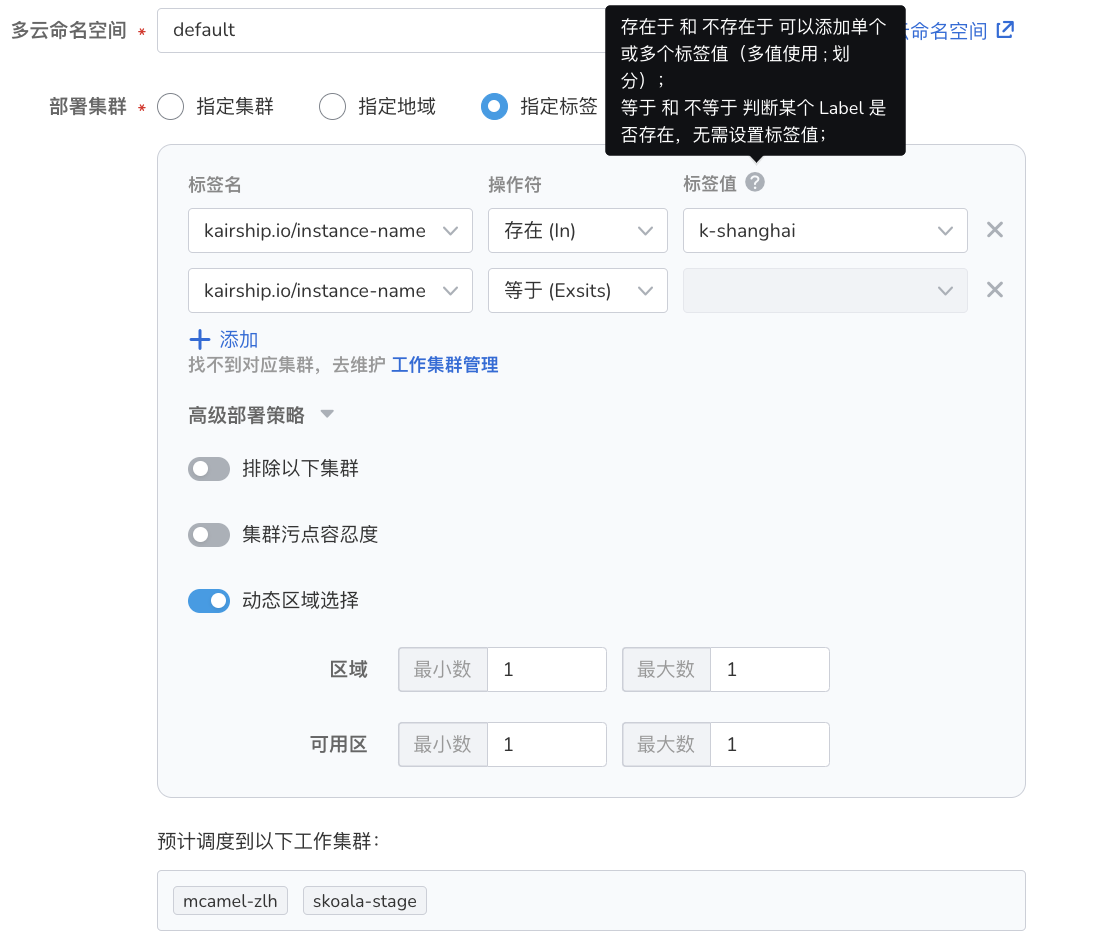 多云命名空间 * default
云命名空间
存在于 和 不存在于 可以添加单个
或多个标签值（多值使用 ; 划
分）；
等于 和 不等于 判断某个 Label 是
否存在，无需设置标签值；
部署集群 * 指定集群 指定地域 指定标签
标签名 操作符 标签值 ?
kairship.io/instance-name 存在 (In) k-shanghai
kairship.io/instance-name 等于 (Exsits)
添加
找不到对应集群，去维护 工作集群管理
高级部署策略
排除以下集群
集群污点容忍度
动态区域选择
区域 最小数 1 最大数 1
可用区 最小数 1 最大数 1
预计调度到以下工作集群：
mcamel-zlh skoala-stage